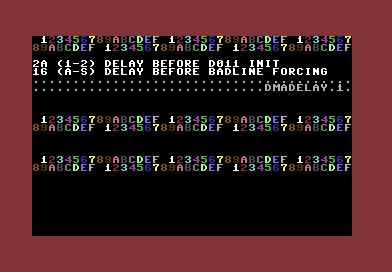 123456789ABCDEF 123456789ABCDEF 1234567
89ABCDEF 123456789ABCDEF 123456789ABCDEF
2A (1-2) DELAY BEFORE D011 INIT
16 (A-S) DELAY BEFORE BADLINE FORCING
........................................
.............................DMADELAY.1.
123456789ABCDEF 123456789ABCDEF 1234567
89ABCDEF 123456789ABCDEF 123456789ABCDEF
123456789ABCDEF 123456789ABCDEF 1234567
89ABCDEF 123456789ABCDEF 123456789ABCDEF